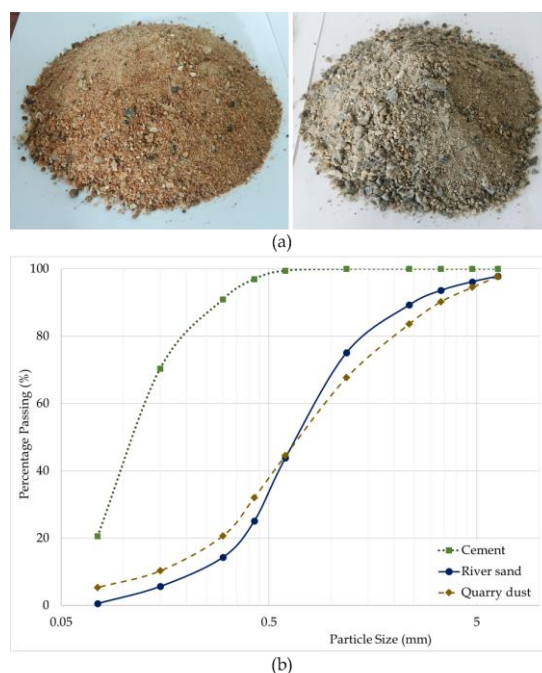 (a)
100
80
60
40
20
0
Percentage Passing (%)
Cement
River sand
Quarry dust
0.05
0.5
5
Particle Size (mm)
(b)